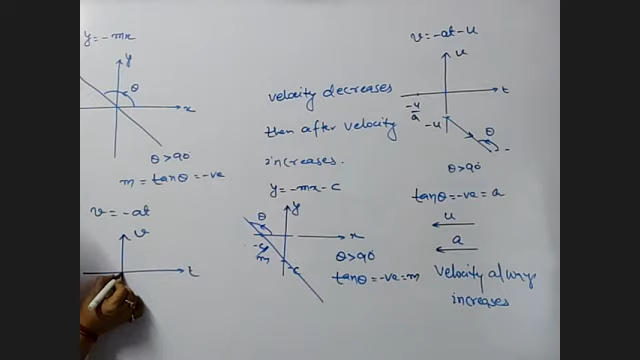 y = -mx
y
θ
x
θ > 90°
m = tanθ = -ve
v = -at
v
t
velocity decreases
then after velocity
increases.
y = -mx - c
y
θ
x
-c/m
-c
θ > 90°
tanθ = -ve = m
v = -at - u
u
t
-u/a
-u
θ
θ > 90°
tanθ = -ve = a
u
a
Velocity always
increases